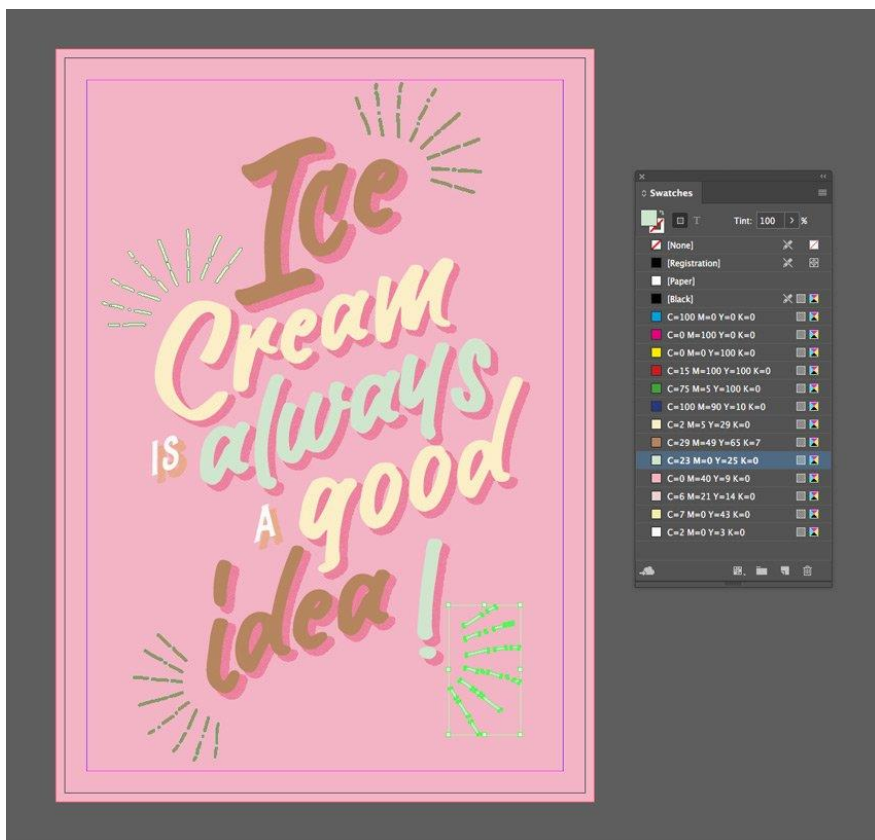 Ice
Cream
IS always
A good
idea!
Swatches
Tint: 100 > %
[None]
[Registration]
[Paper]
[Black]
C=100 M=0 Y=0 K=0
C=0 M=100 Y=0 K=0
C=0 M=0 Y=100 K=0
C=15 M=100 Y=100 K=0
C=75 M=5 Y=100 K=0
C=100 M=90 Y=10 K=0
C=2 M=5 Y=29 K=0
C=29 M=49 Y=65 K=7
C=23 M=0 Y=25 K=0
C=0 M=40 Y=9 K=0
C=6 M=21 Y=14 K=0
C=7 M=0 Y=43 K=0
C=2 M=0 Y=3 K=0